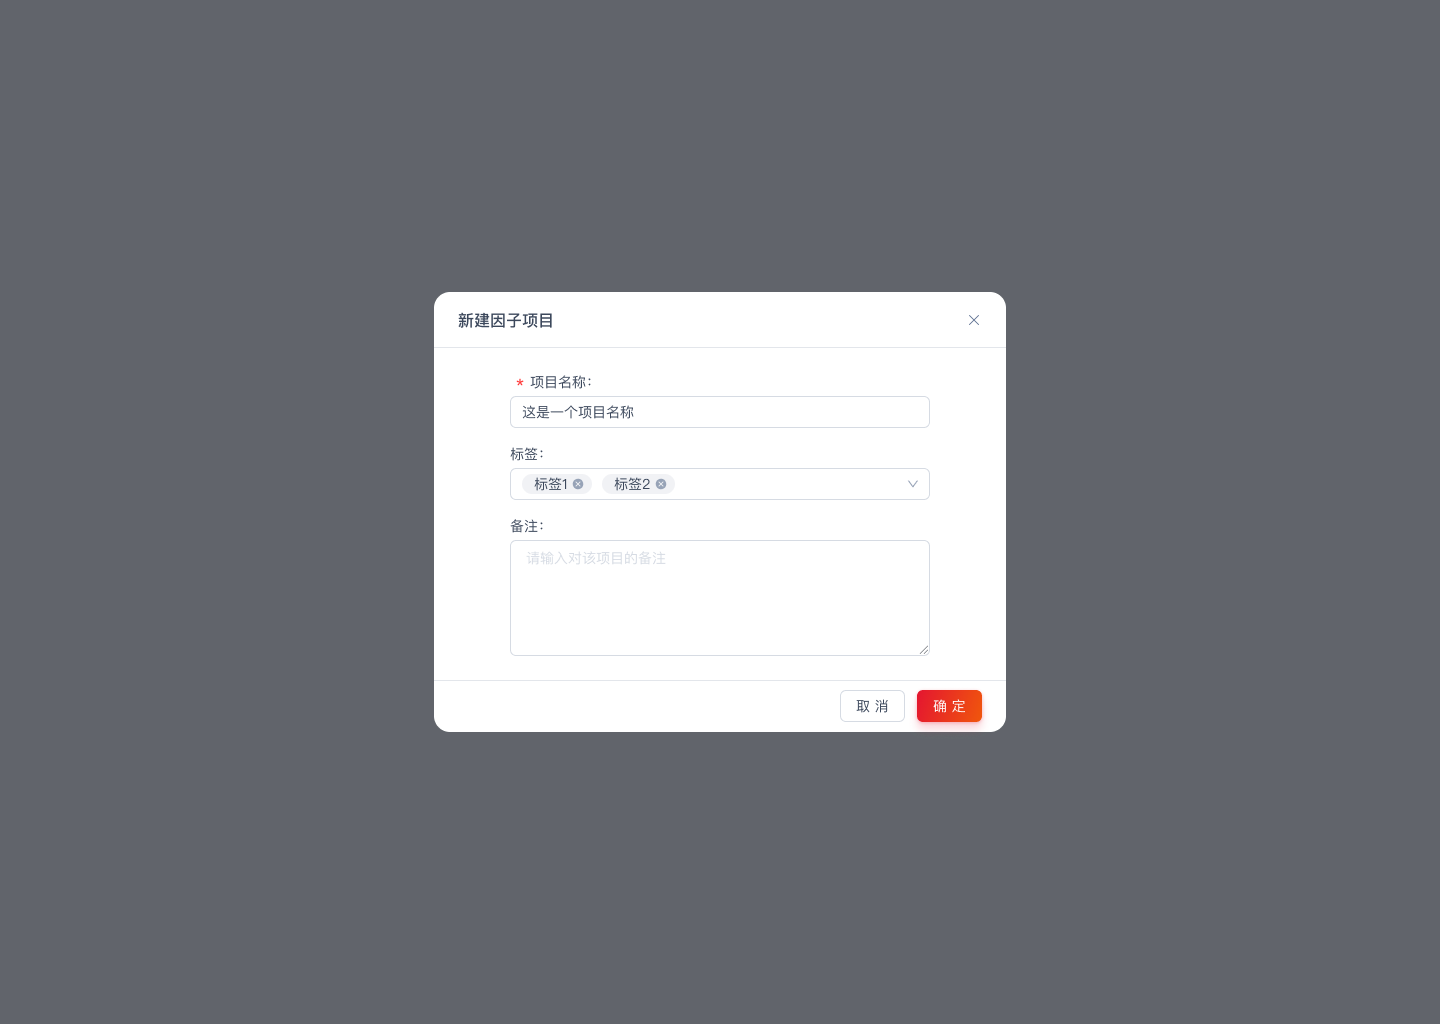 新建因子项目
* 项目名称：
这是一个项目名称
标签：
标签1 标签2
备注：
请输入对该项目的备注
取 消 确 定